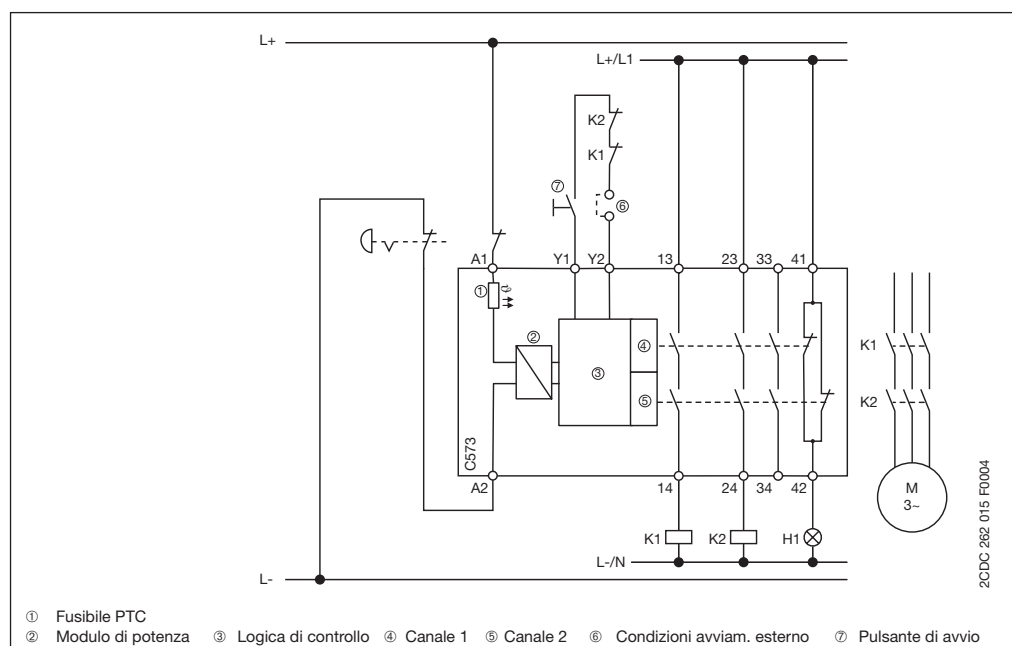 L+
L+/L1
K2
K1
⑦
⑥
A1 Y1 Y2 13 23 33 41
①
ϑ
②
④
③
⑤
K1
K2
C573
A2 14 24 34 42
M
3~
K1 K2 H1
L-/N
L-
2CDC 262 015 F0004
① Fusibile PTC
② Modulo di potenza ③ Logica di controllo ④ Canale 1 ⑤ Canale 2 ⑥ Condizioni avviam. esterno ⑦ Pulsante di avvio